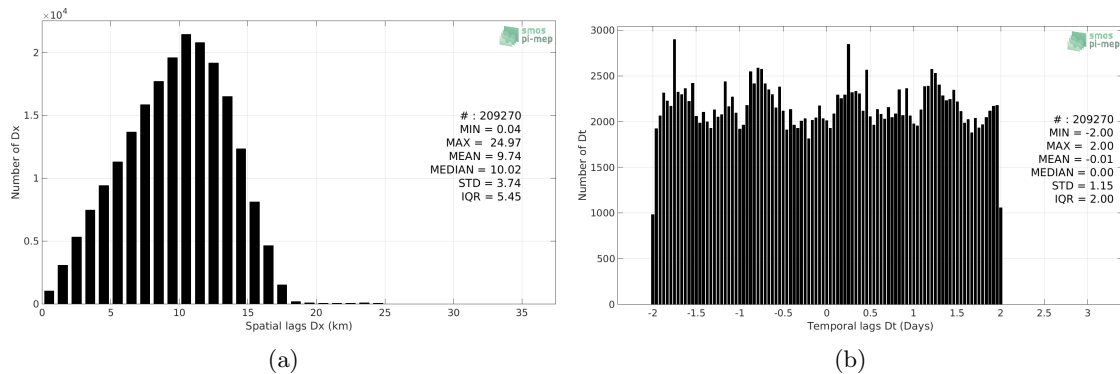 ×10⁴
2
1.5
1
0.5
0
Number of Dx
smos
pi-mep
# : 209270
MIN = 0.04
MAX = 24.97
MEAN = 9.74
MEDIAN = 10.02
STD = 3.74
IQR = 5.45
0 5 10 15 20 25 30 35
Spatial lags Dx (km)
(a)
3000
2500
2000
1500
1000
500
0
Number of Dt
smos
pi-mep
# : 209270
MIN = -2.00
MAX = 2.00
MEAN = -0.01
MEDIAN = 0.00
STD = 1.15
IQR = 2.00
-2 -1.5 -1 -0.5 0 0.5 1 1.5 2 2.5 3
Temporal lags Dt (Days)
(b)